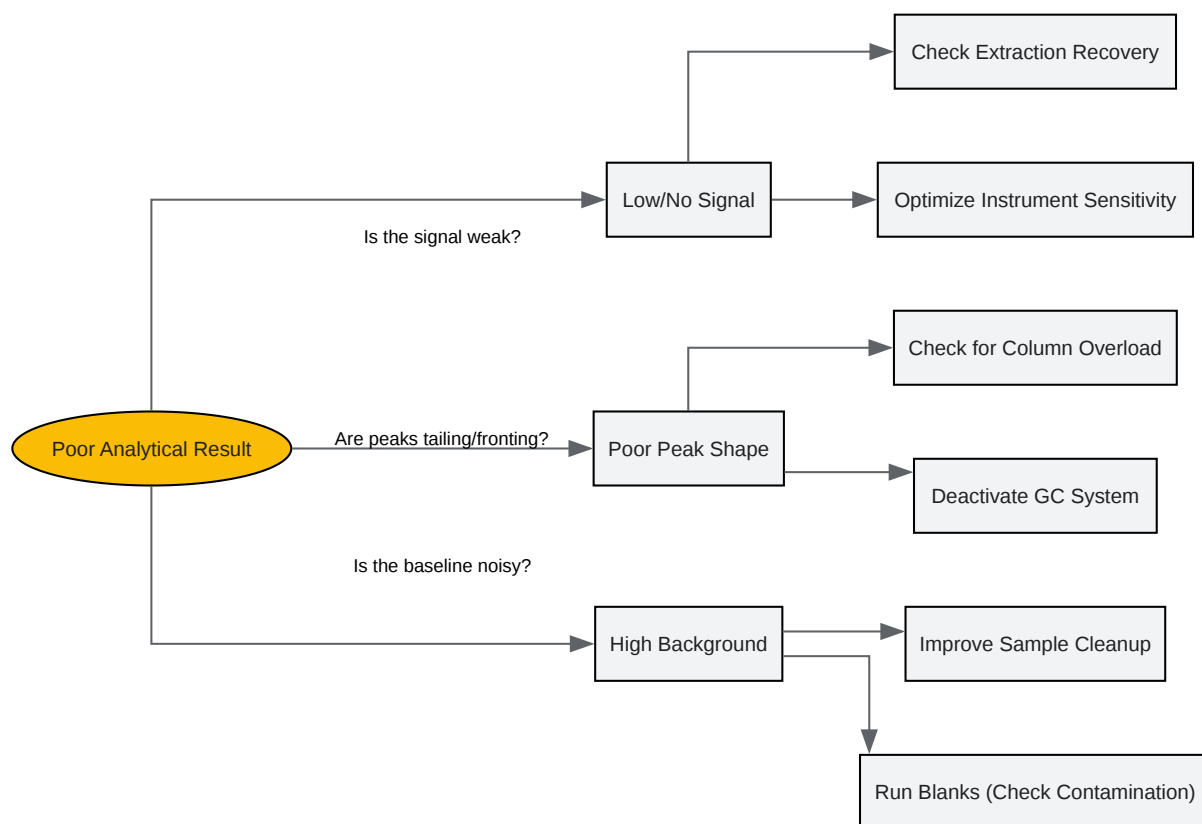 Check Extraction Recovery
Low/No Signal
Optimize Instrument Sensitivity
Is the signal weak?
Check for Column Overload
Poor Analytical Result
Are peaks tailing/fronting?
Poor Peak Shape
Deactivate GC System
Is the baseline noisy?
High Background
Improve Sample Cleanup
Run Blanks (Check Contamination)